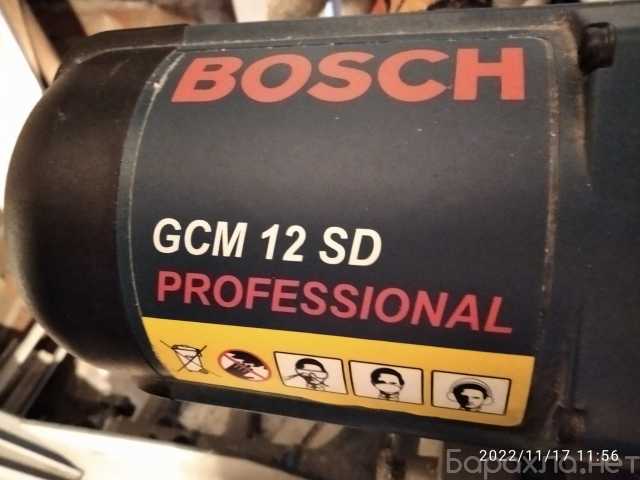 BOSCH
GCM 12 SD
PROFESSIONAL
2022/11/17 11:56
Барахла.нет